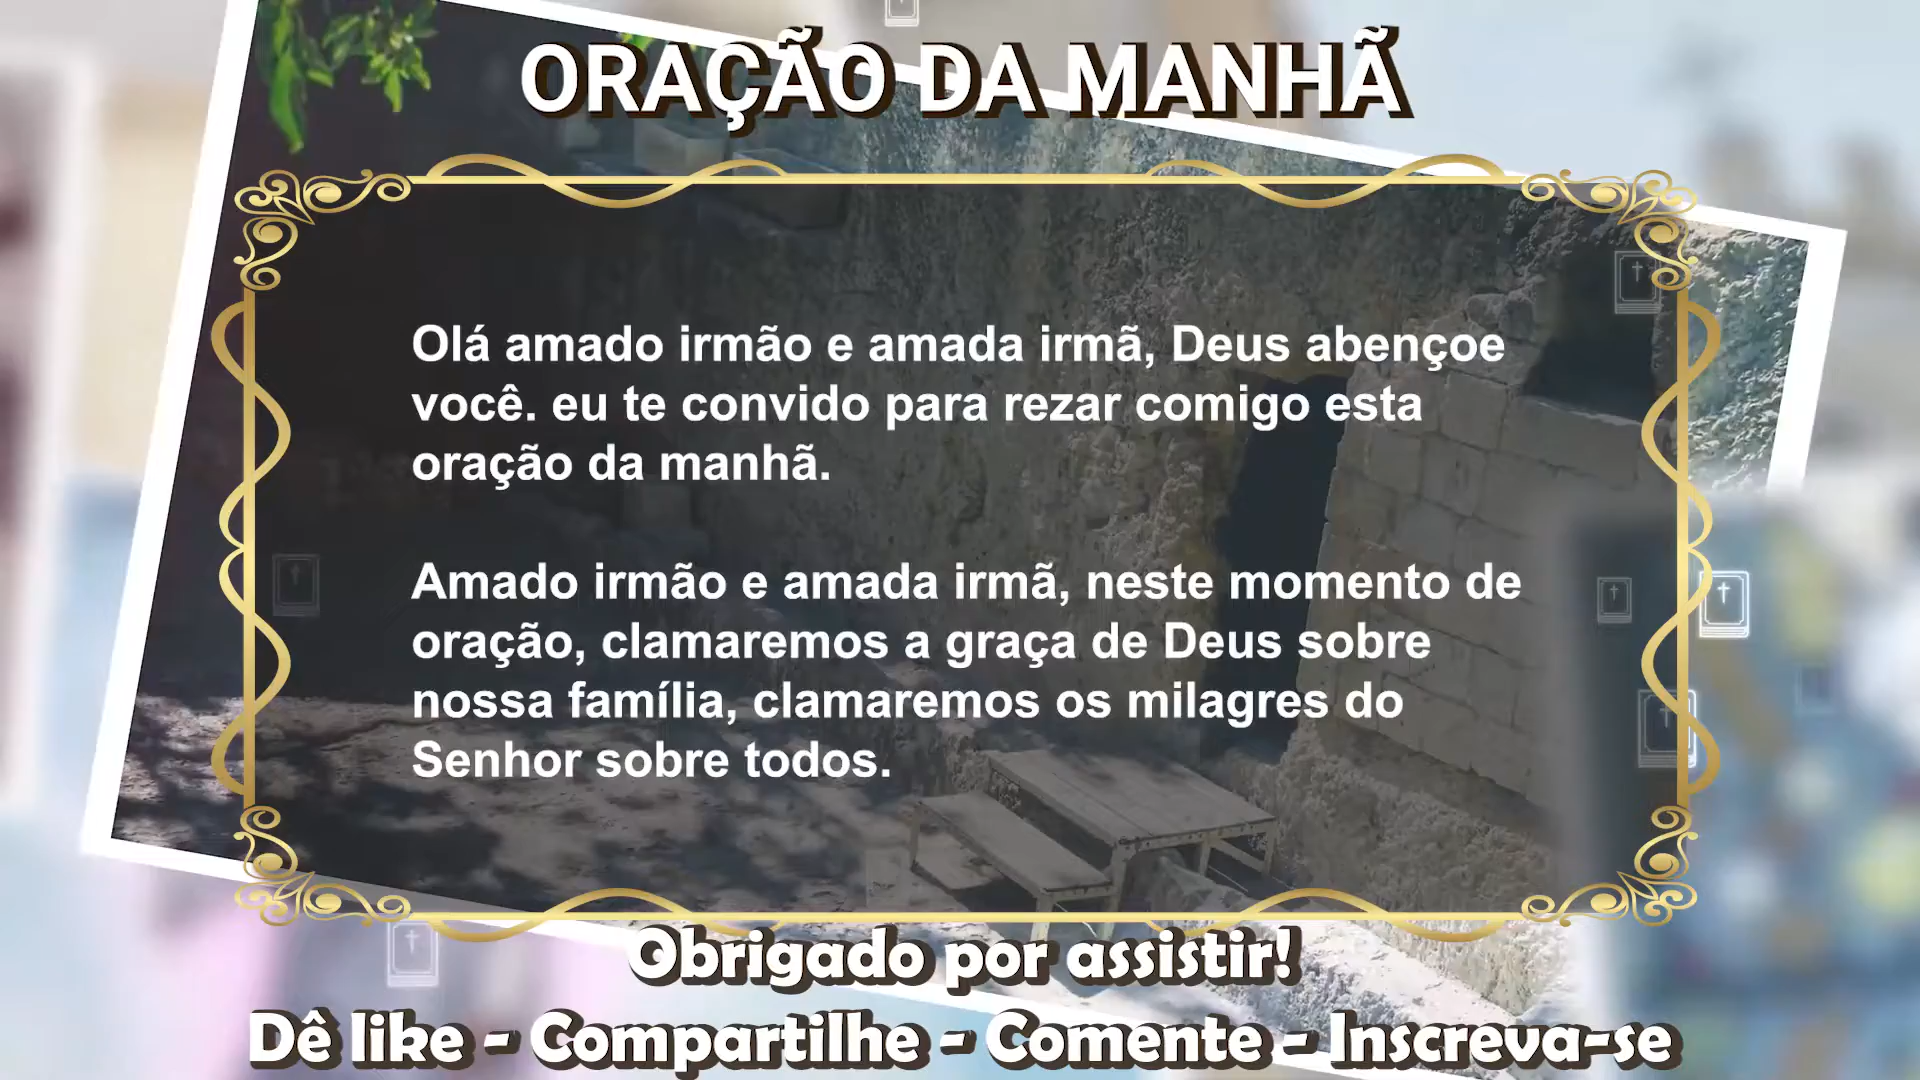 ORAÇÃO DA MANHÃ
Olá amado irmão e amada irmã, Deus abençoe
você. eu te convido para rezar comigo esta
oração da manhã.
Amado irmão e amada irmã, neste momento de
oração, clamaremos a graça de Deus sobre
nossa família, clamaremos os milagres do
Senhor sobre todos.
Obrigado por assistir!
Dê like - Compartilhe - Comente - Inscreva-se